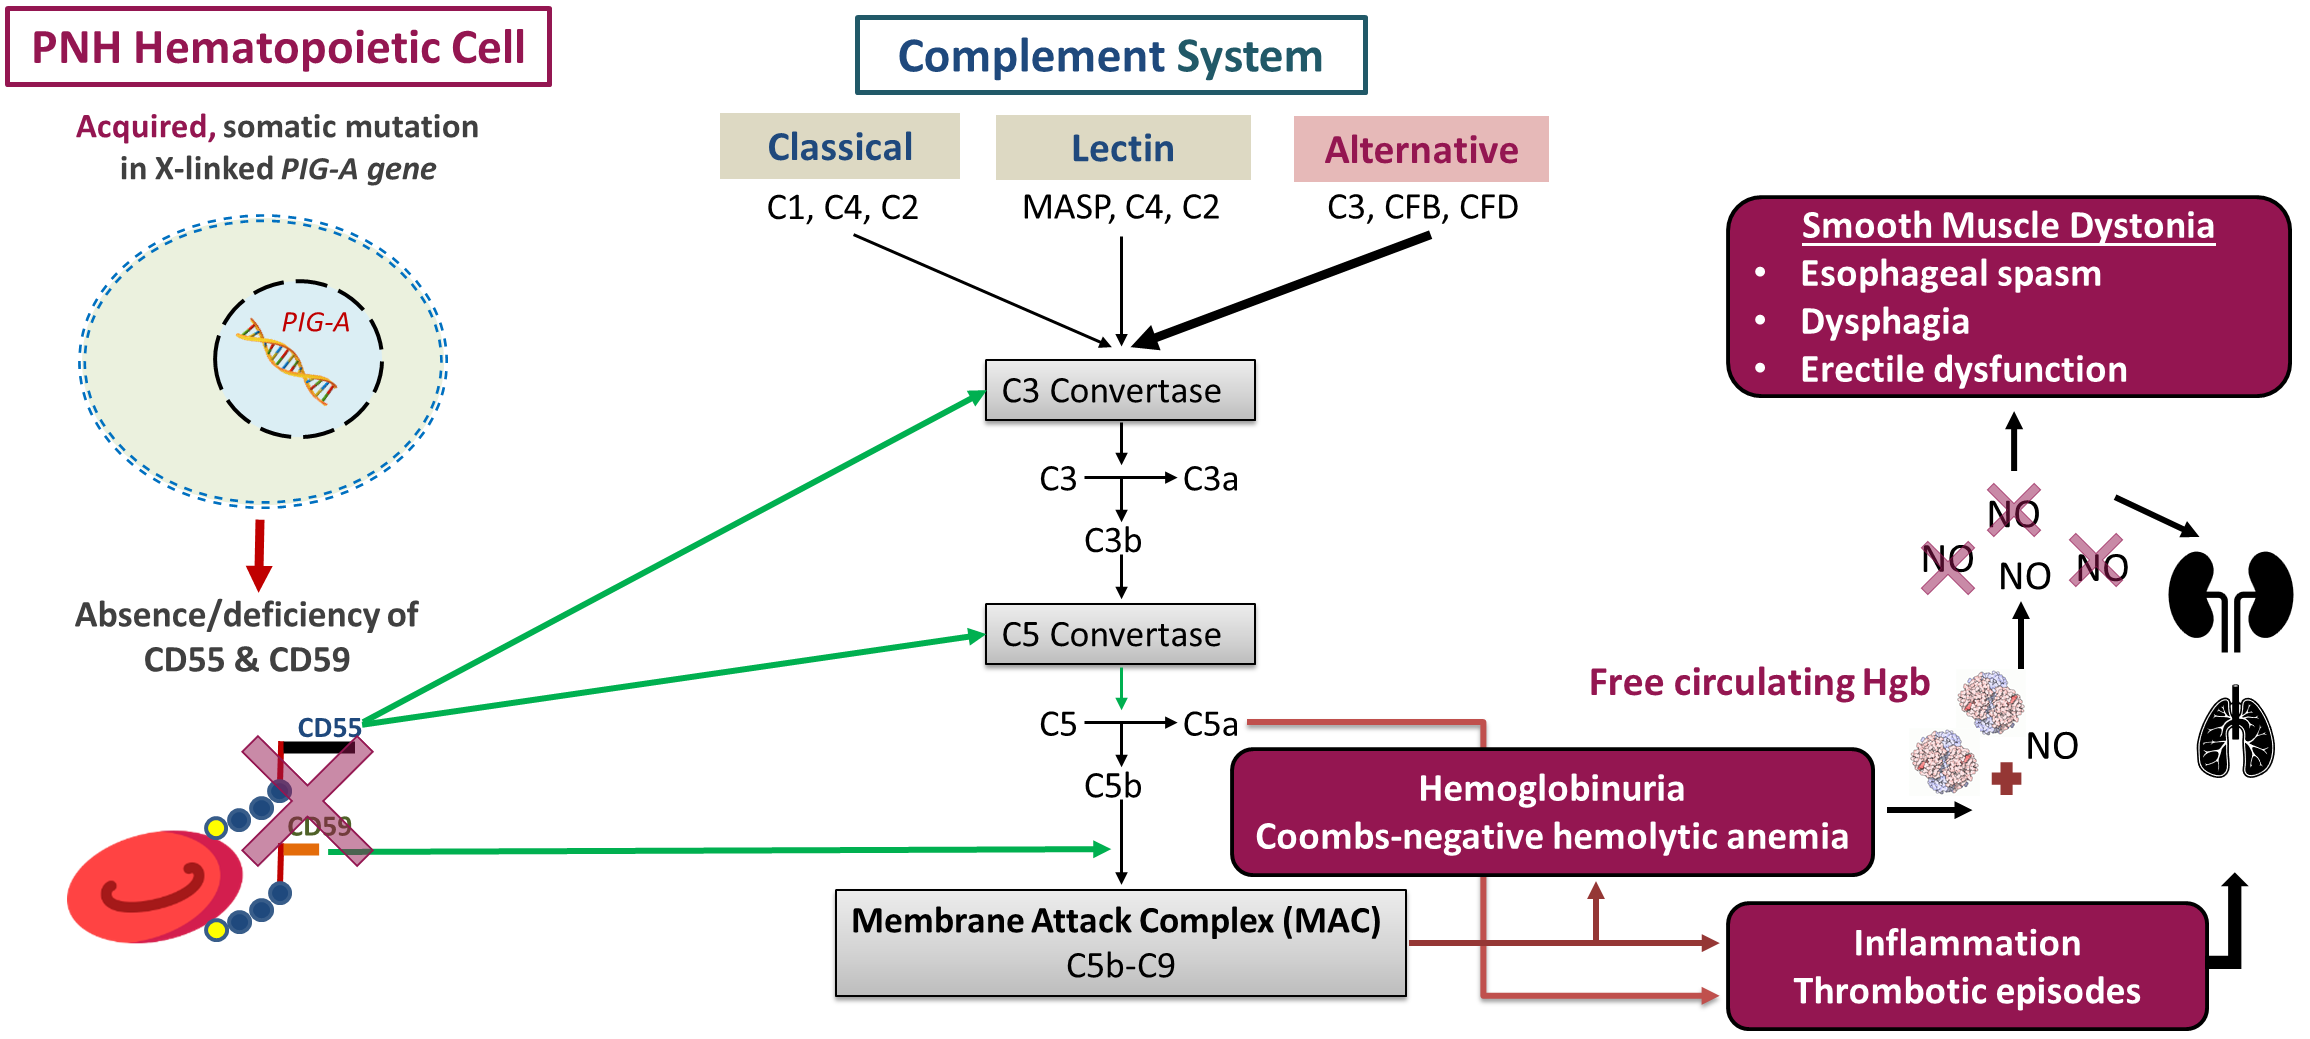 PNH Hematopoietic Cell
Acquired, somatic mutation
in X-linked PIG-A gene
PIG-A
Absence/deficiency of
CD55 & CD59
CD55
CD59
Complement System
Classical
Lectin
Alternative
C1, C4, C2
MASP, C4, C2
C3, CFB, CFD
C3 Convertase
C3
C3a
C3b
C5 Convertase
C5
C5a
C5b
Membrane Attack Complex (MAC)
C5b-C9
Hemoglobinuria
Coombs-negative hemolytic anemia
Inflammation
Thrombotic episodes
Free circulating Hgb
NO
NO
NO
NO
NO
Smooth Muscle Dystonia
• Esophageal spasm
• Dysphagia
• Erectile dysfunction